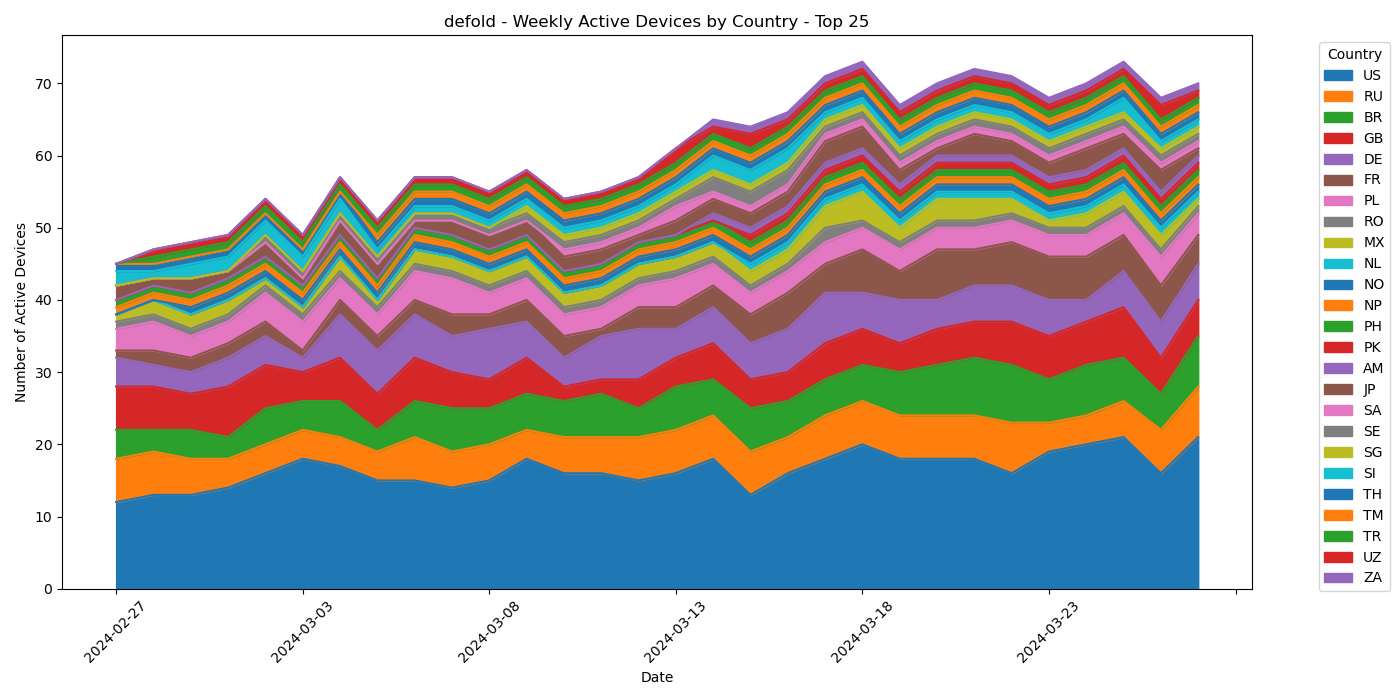 defold - Weekly Active Devices by Country - Top 25
Number of Active Devices
70
60
50
40
30
20
10
0
2024-02-27
2024-03-03
2024-03-08
2024-03-13
2024-03-18
2024-03-23
Date
Country
US
RU
BR
GB
DE
FR
PL
RO
MX
NL
NO
NP
PH
PK
AM
JP
SA
SE
SG
SI
TH
TM
TR
UZ
ZA